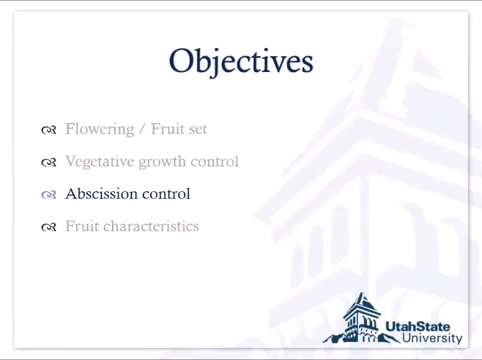 Objectives
Flowering / Fruit set
Vegetative growth control
Abscission control
Fruit characteristics
UtahState
University